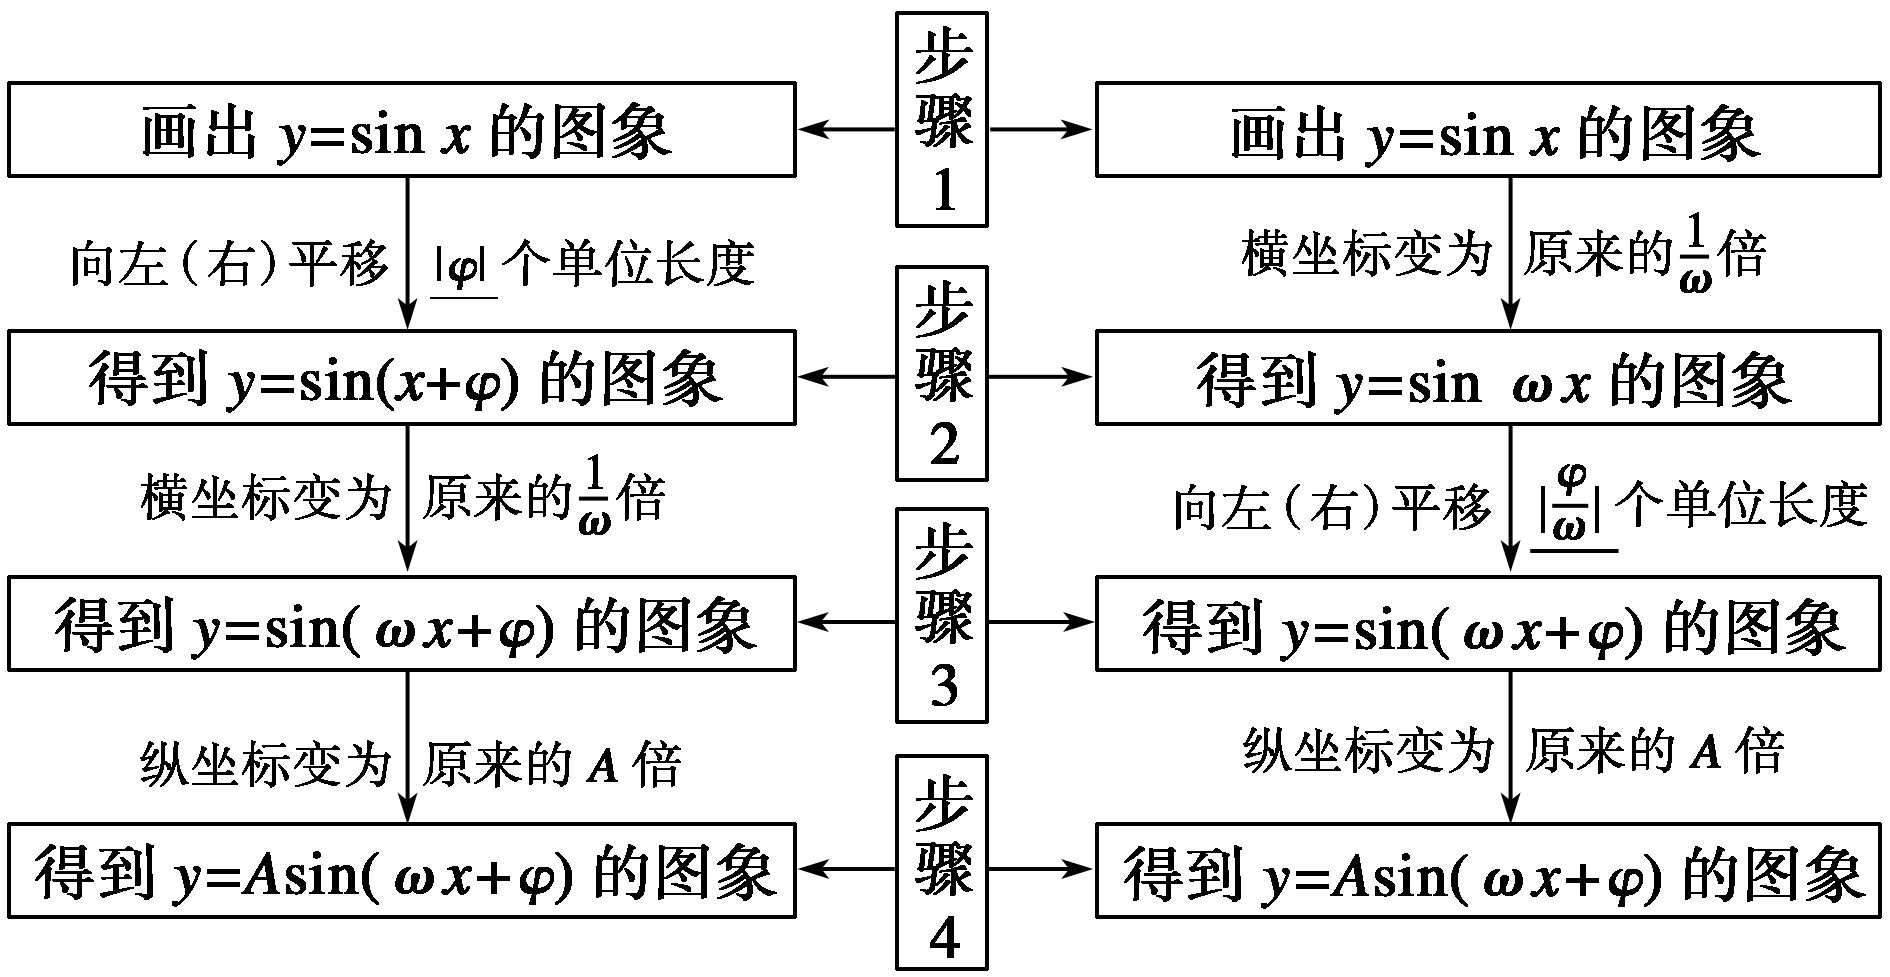 步骤1
画出 y=sin x 的图象
画出 y=sin x 的图象
向左(右)平移 |φ| 个单位长度
横坐标变为 原来的1/ω倍
步骤2
得到 y=sin(x+φ) 的图象
得到 y=sin ωx 的图象
横坐标变为 原来的1/ω倍
向左(右)平移 |φ/ω| 个单位长度
步骤3
得到 y=sin(ωx+φ) 的图象
得到 y=sin(ωx+φ) 的图象
纵坐标变为 原来的 A 倍
纵坐标变为 原来的 A 倍
步骤4
得到 y=Asin(ωx+φ) 的图象
得到 y=Asin(ωx+φ) 的图象